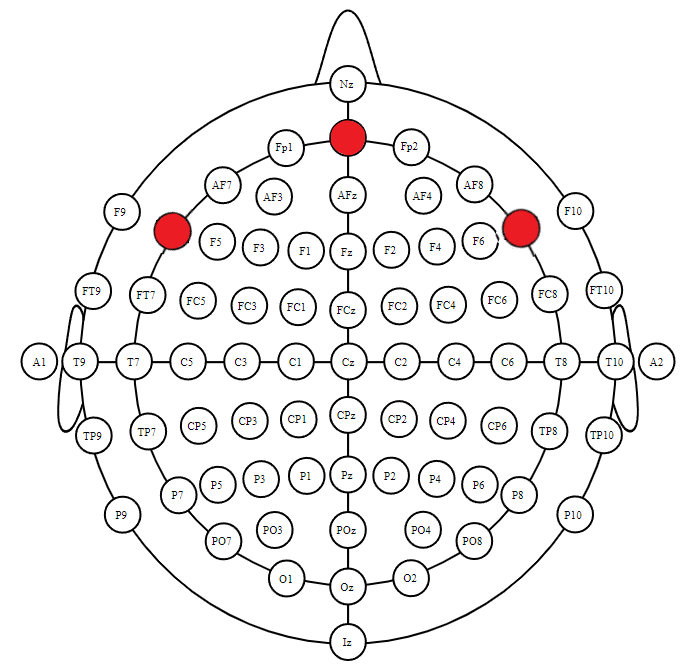 Nz
Fp1
Fp2
AF7
AF3
AFz
AF4
AF8
F9
F10
F5
F3
F1
Fz
F2
F4
F6
FT9
FT7
FC5
FC3
FC1
FCz
FC2
FC4
FC6
FC8
FT10
A1
T9
T7
C5
C3
C1
Cz
C2
C4
C6
T8
T10
A2
TP9
TP7
CP5
CP3
CP1
CPz
CP2
CP4
CP6
TP8
TP10
P9
P7
P5
P3
P1
Pz
P2
P4
P6
P8
P10
PO7
PO3
POz
PO4
PO8
O1
Oz
O2
Iz